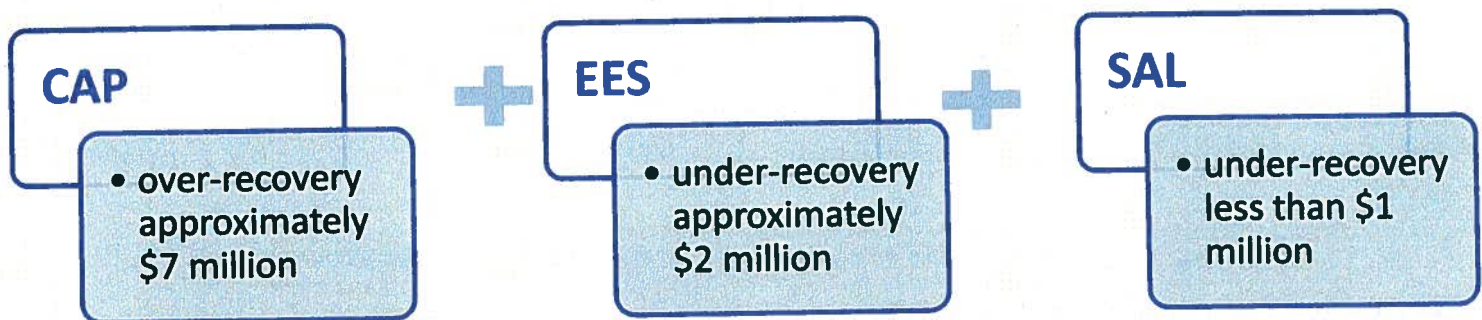 CAP
• over-recovery
approximately
$7 million
EES
• under-recovery
approximately
$2 million
SAL
• under-recovery
less than $1
million